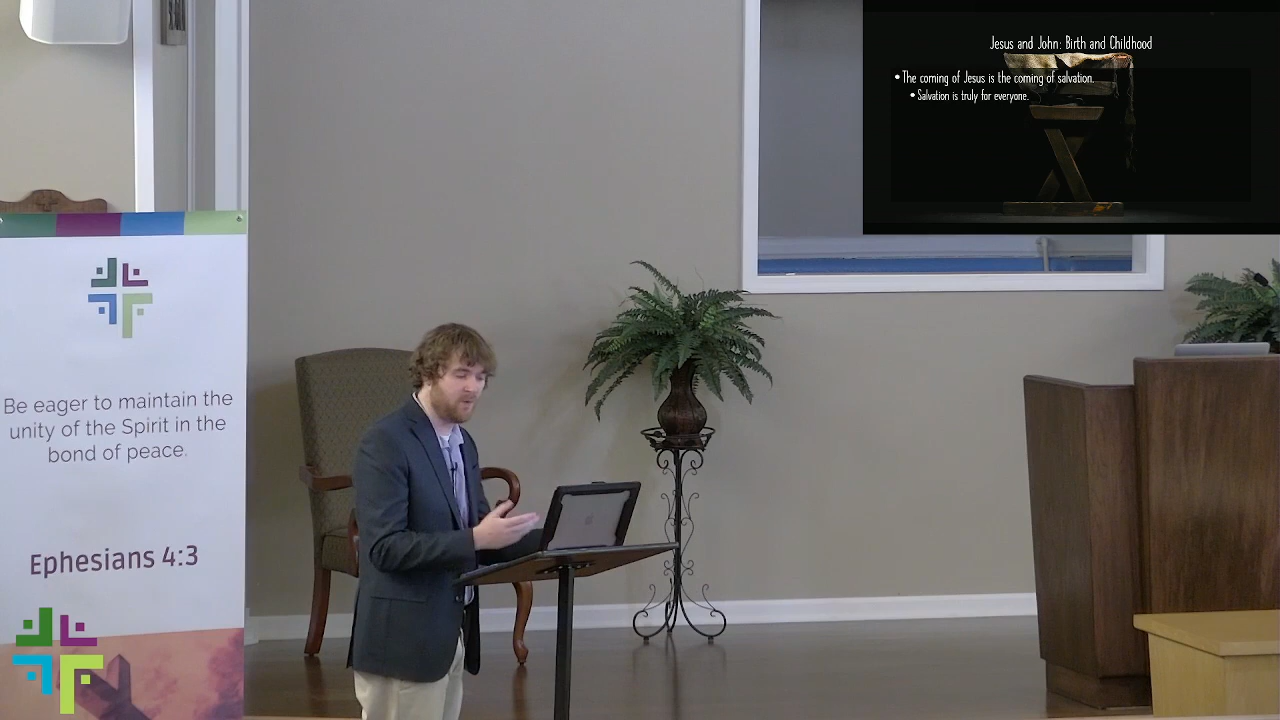 Jesus and John: Birth and Childhood
• The coming of Jesus is the coming of salvation.
• Salvation is truly for everyone.
Be eager to maintain the
unity of the Spirit in the
bond of peace.
Ephesians 4:3